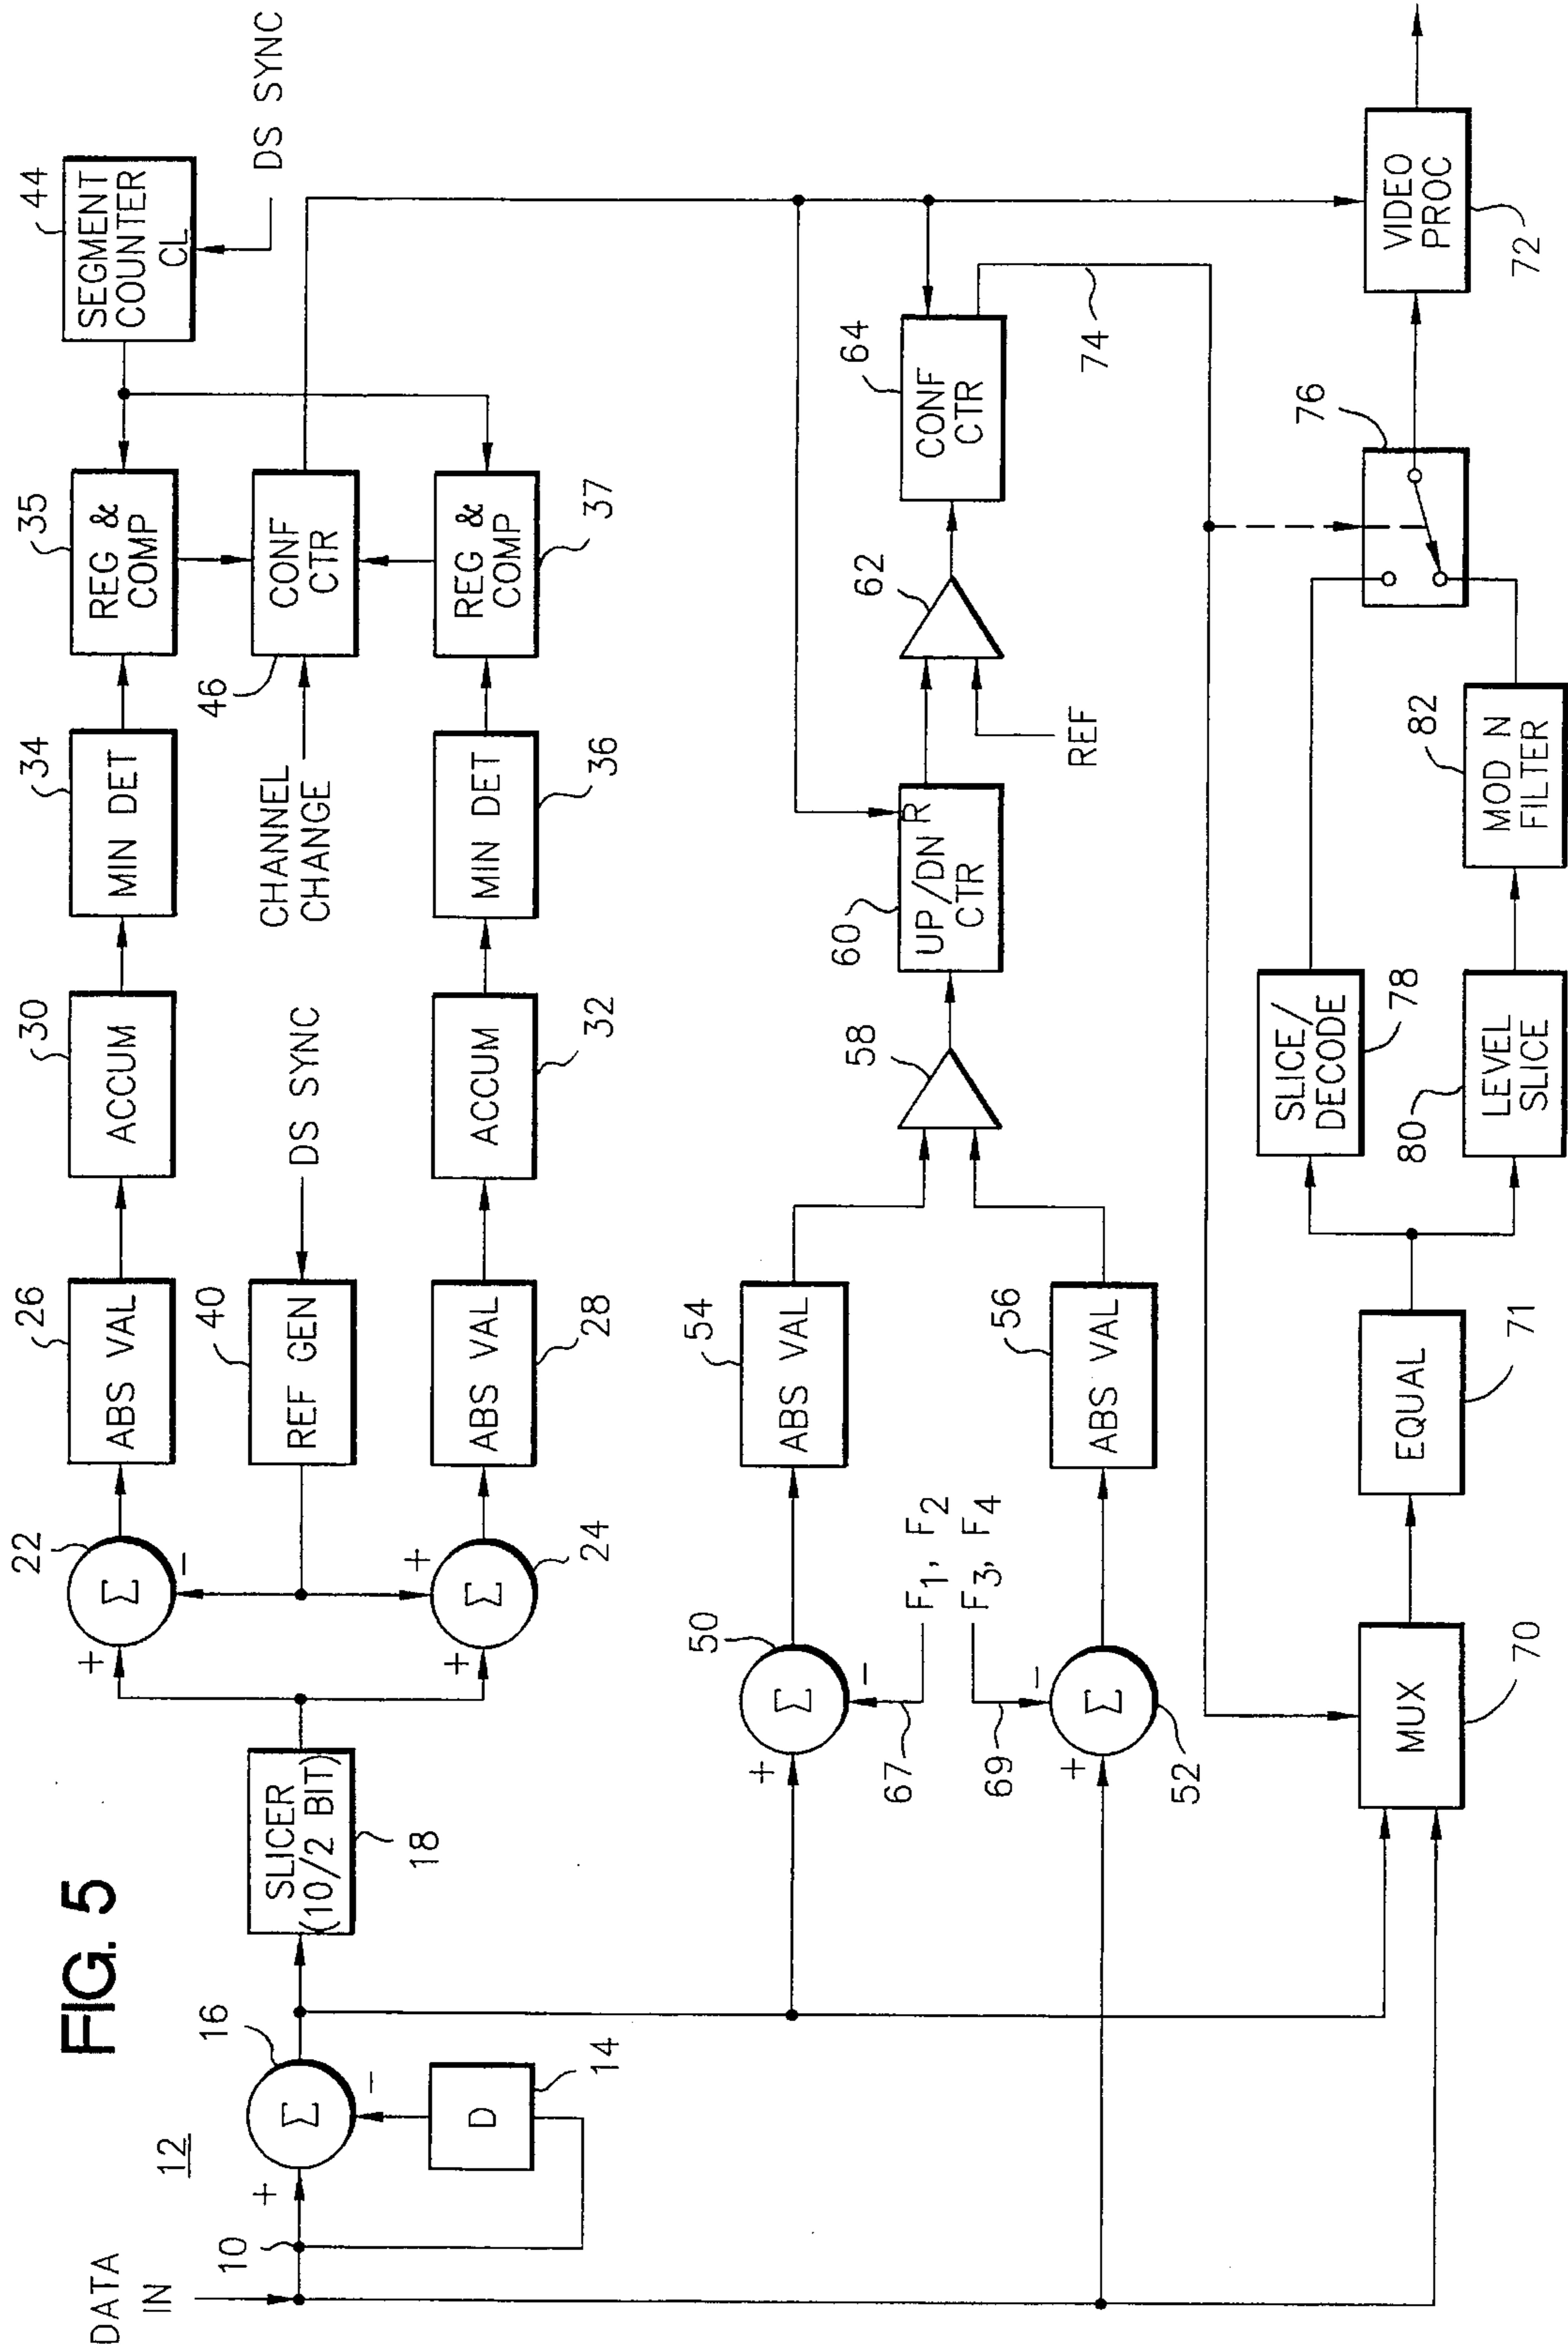 FIG. 5
DATA
IN
10
12
+
Σ
−
16
D
14
SLICER
(10/2 BIT)
18
+
Σ
−
22
+
+
Σ
24
ABS VAL
26
REF GEN
40
DS SYNC
ABS VAL
28
ACCUM
30
ACCUM
32
MIN DET
34
MIN DET
36
CHANNEL
CHANGE
REG &
COMP
35
CONF
CTR
46
REG &
COMP
37
SEGMENT
COUNTER
CL
44
DS SYNC
+
Σ
−
50
67
F1, F2
F3, F4
69
+
−
Σ
52
ABS VAL
54
ABS VAL
56
58
UP/DN
CTR
R
60
62
REF
CONF
CTR
64
74
MUX
70
EQUAL
71
SLICE/
DECODE
78
LEVEL
SLICE
80
MOD N
FILTER
82
76
VIDEO
PROC
72